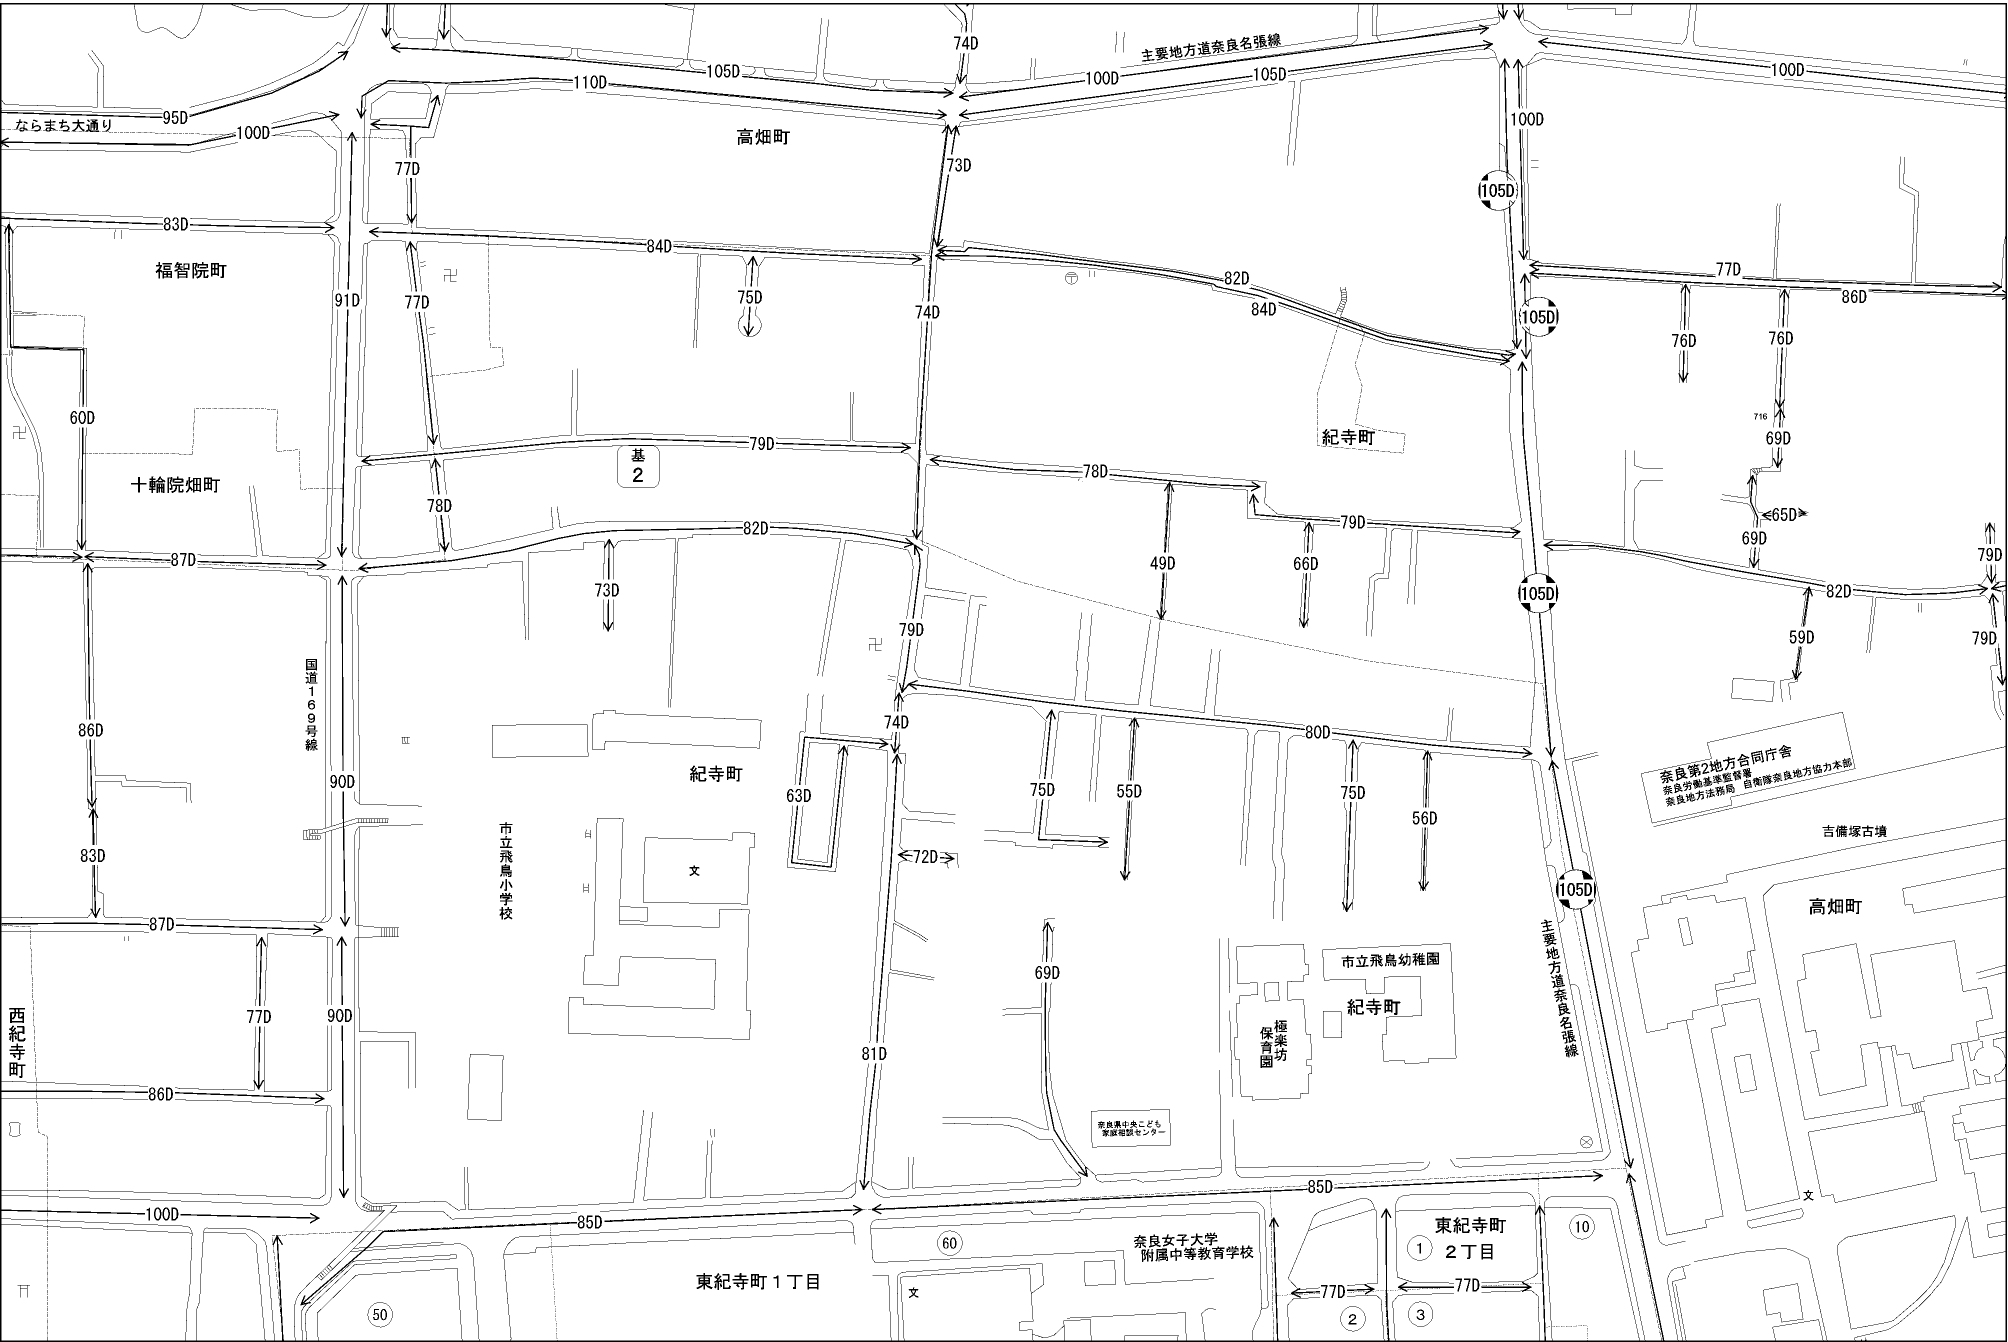 74D
主要地方道奈良名張線
105D
100D
105D
100D
110D
95D
ならまち大通り
100D
高畑町
100D
77D
73D
105D
83D
84D
福智院町
77D
91D
75D
74D
82D
84D
105D
77D
86D
76D
76D
716
69D
60D
紀寺町
79D
基
2
78D
十輪院畑町
78D
82D
79D
65D
69D
87D
73D
49D
66D
79D
105D
82D
79D
59D
79D
国道169号線
86D
74D
80D
紀寺町
奈良第2地方合同庁舎
奈良労働基準監督署
奈良地方法務局 自衛隊奈良地方協力本部
90D
63D
75D
55D
75D
56D
吉備塚古墳
83D
市立飛鳥小学校
文
72D
105D
高畑町
87D
主要地方道奈良名張線
69D
市立飛鳥幼稚園
紀寺町
西紀寺町
77D
90D
極楽坊
保育園
81D
86D
奈良県中央こども
家庭相談センター
100D
85D
85D
文
60
奈良女子大学
附属中等教育学校
東紀寺町
2丁目
1
10
東紀寺町1丁目
文
77D
77D
50
2
3